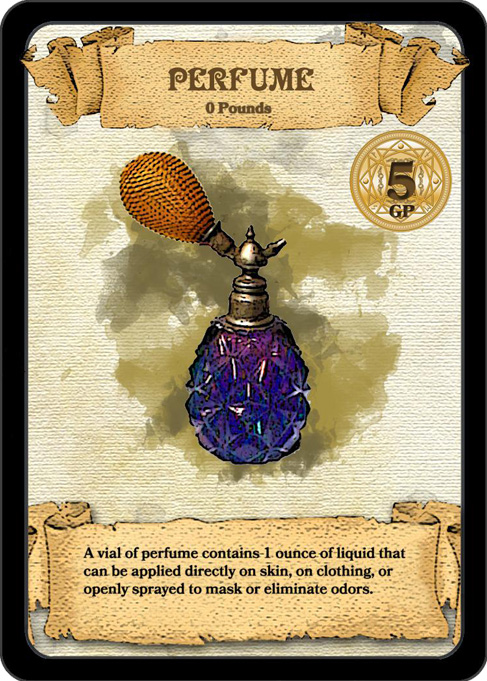 PERFUME
0 Pounds
5
GP
A vial of perfume contains 1 ounce of liquid that
can be applied directly on skin, on clothing, or
openly sprayed to mask or eliminate odors.